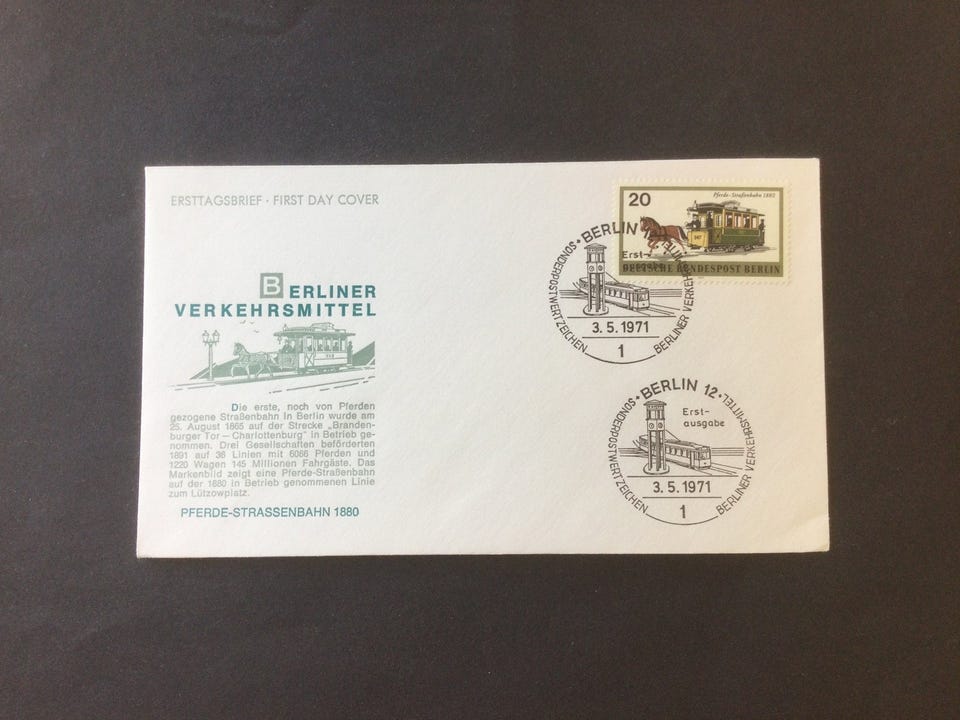 ERSTTAGSBRIEF · FIRST DAY COVER
BERLINER
VERKEHRSMITTEL
Die erste, noch von Pferden
gezogene Straßenbahn in Berlin wurde am
25. August 1865 auf der Strecke „Branden-
burger Tor – Charlottenburg" in Betrieb ge-
nommen. Drei Gesellschaften beförderten
1891 auf 36 Linien mit 6066 Pferden und
1220 Wagen 145 Millionen Fahrgäste. Das
Markenbild zeigt eine Pferde-Straßenbahn
auf der 1880 in Betrieb genommenen Linie
zum Lützowplatz.
PFERDE-STRASSENBAHN 1880
20
Pferde-Straßenbahn 1880
DEUTSCHE BUNDESPOST BERLIN
BERLIN 12
Erst-
ausgabe
SONDERPOSTWERTZEICHEN
BERLINER VERKEHRSMITTEL
3.5.1971
1
BERLIN 12
Erst-
ausgabe
SONDERPOSTWERTZEICHEN
BERLINER VERKEHRSMITTEL
3.5.1971
1